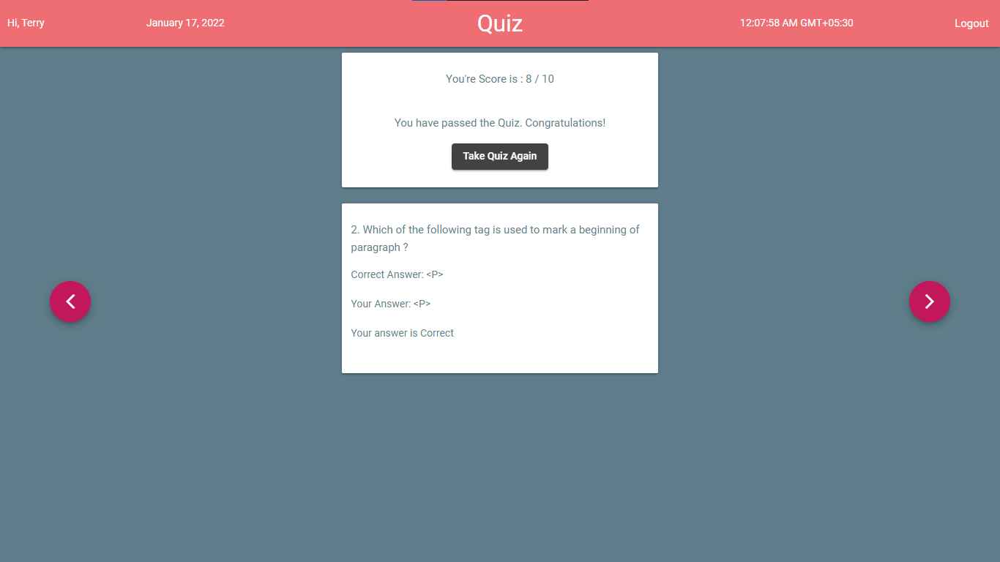 Hi, Terry
January 17, 2022
Quiz
12:07:58 AM GMT+05:30
Logout
You're Score is : 8 / 10
You have passed the Quiz. Congratulations!
Take Quiz Again
2. Which of the following tag is used to mark a beginning of
paragraph ?
Correct Answer: <P>
Your Answer: <P>
Your answer is Correct